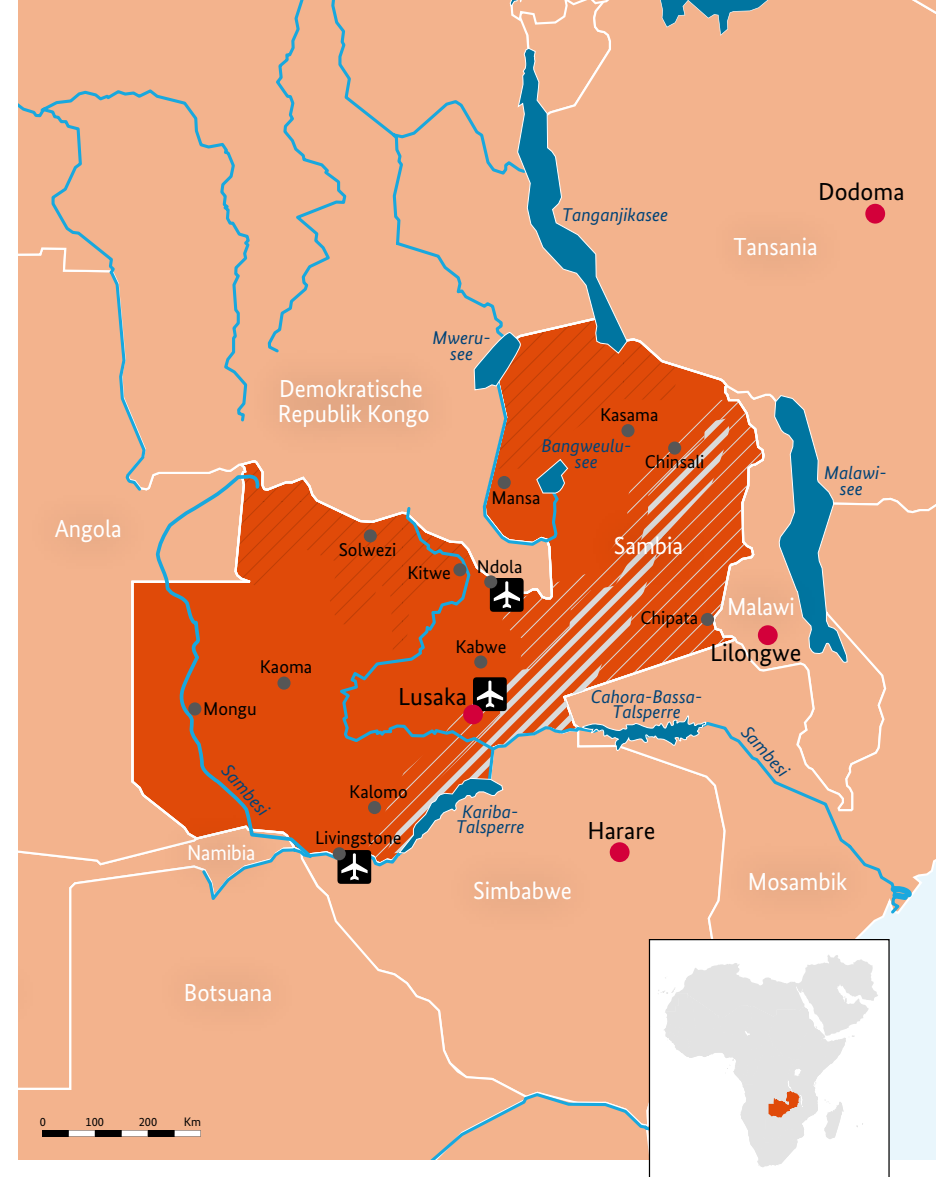 Dodoma
Tanganjikasee
Tansania
Mweru-
see
Demokratische
Republik Kongo
Kasama
Bangweulu-
see
Chinsali
Malawi-
see
Mansa
Angola
Sambia
Solwezi
Ndola
Kitwe
Malawi
Chipata
Lilongwe
Kabwe
Kaoma
Lusaka
Cahora-Bassa-
Talsperre
Mongu
Sambesi
Sambesi
Kalomo
Kariba-
Talsperre
Livingstone
Harare
Namibia
Simbabwe
Mosambik
Botsuana
0 100 200 Km